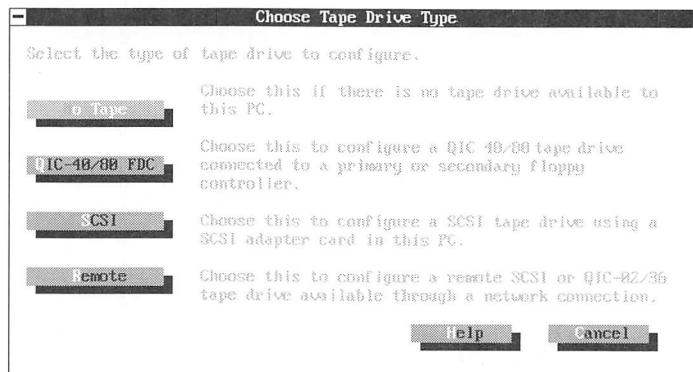 Choose Tape Drive Type
Select the type of tape drive to configure.
No Tape
Choose this if there is no tape drive available to
this PC.
QIC-40/80 FDC
Choose this to configure a QIC 40/80 tape drive
connected to a primary or secondary floppy
controller.
SCSI
Choose this to configure a SCSI tape drive using a
SCSI adapter card in this PC.
Remote
Choose this to configure a remote SCSI or QIC-02/36
tape drive available through a network connection.
Help Cancel